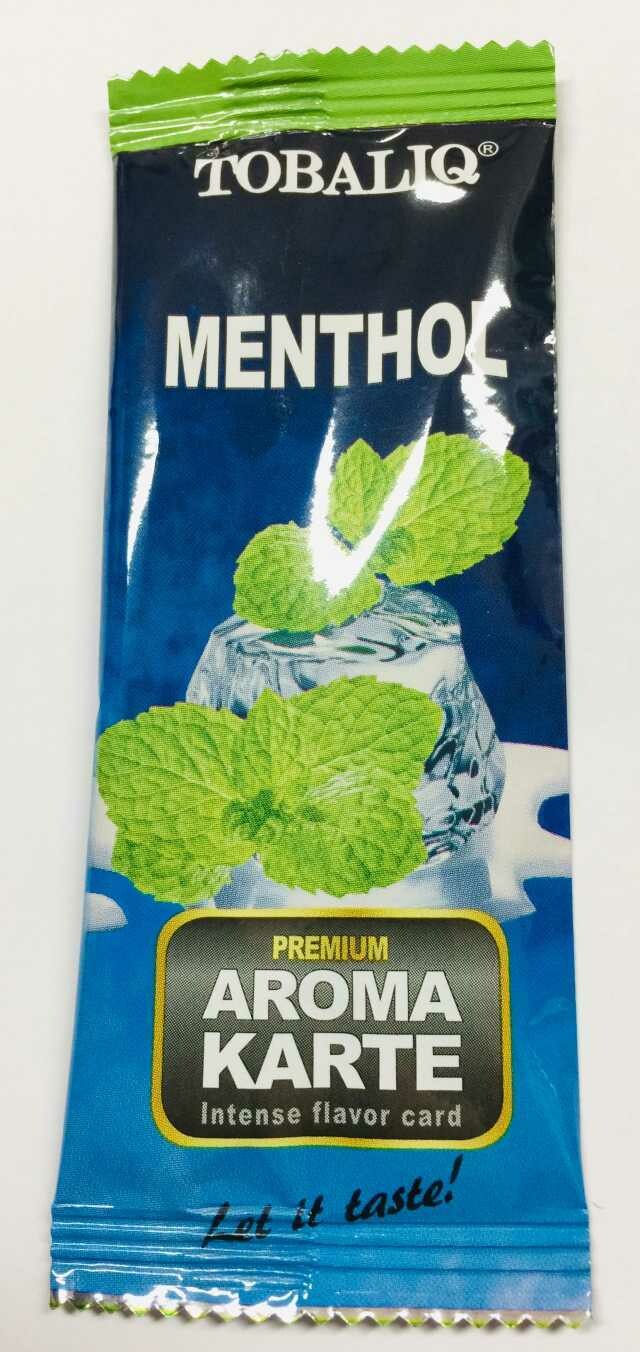 TOBALIQ®
MENTHOL
PREMIUM
AROMA
KARTE
Intense flavor card
Let it taste!